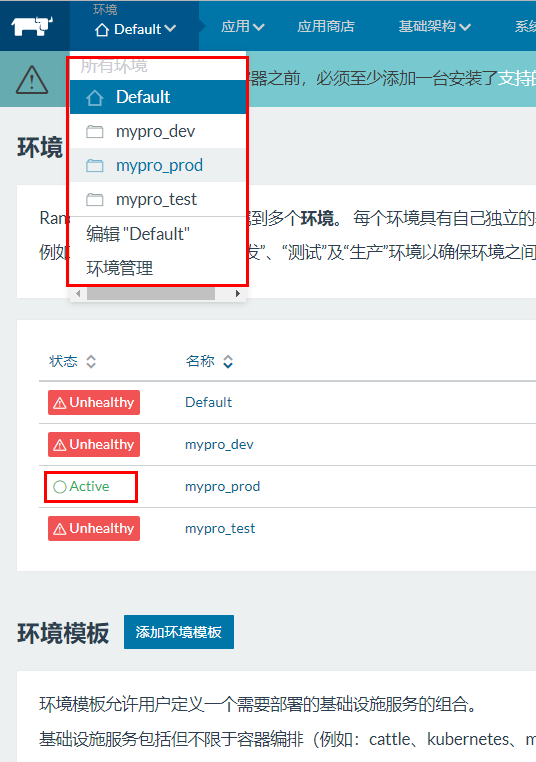 环境
Default
应用
应用商店
基础架构
系统
所有环境
Default
mypro_dev
mypro_prod
mypro_test
编辑 "Default"
环境管理
器之前，必须至少添加一台安装了支持的
环境
Ran
到多个环境。 每个环境具有自己独立的
例如
发"、"测试"及"生产"环境以确保环境之间
状态
名称
Unhealthy
Default
Unhealthy
mypro_dev
Active
mypro_prod
Unhealthy
mypro_test
环境模板
添加环境模板
环境模板允许用户定义一个需要部署的基础设施服务的组合。
基础设施服务包括但不限于容器编排（例如：cattle、kubernetes、m